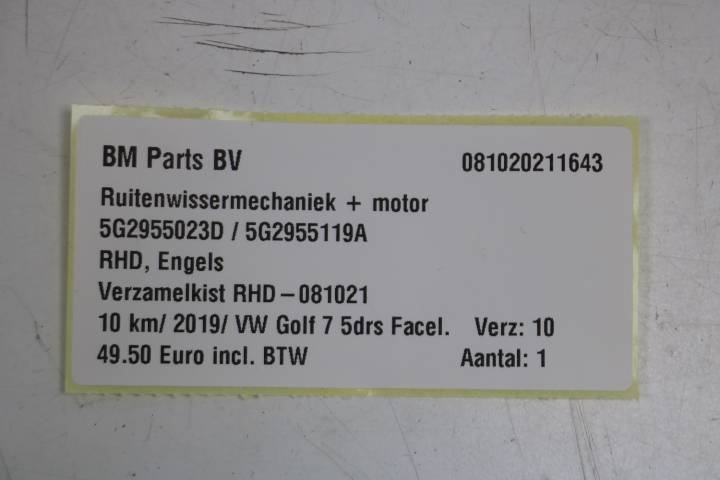 BM Parts BV 081020211643
Ruitenwissermechaniek + motor
5G2955023D / 5G2955119A
RHD, Engels
Verzamelkist RHD – 081021
10 km/ 2019/ VW Golf 7 5drs Facel. Verz: 10
49.50 Euro incl. BTW Aantal: 1